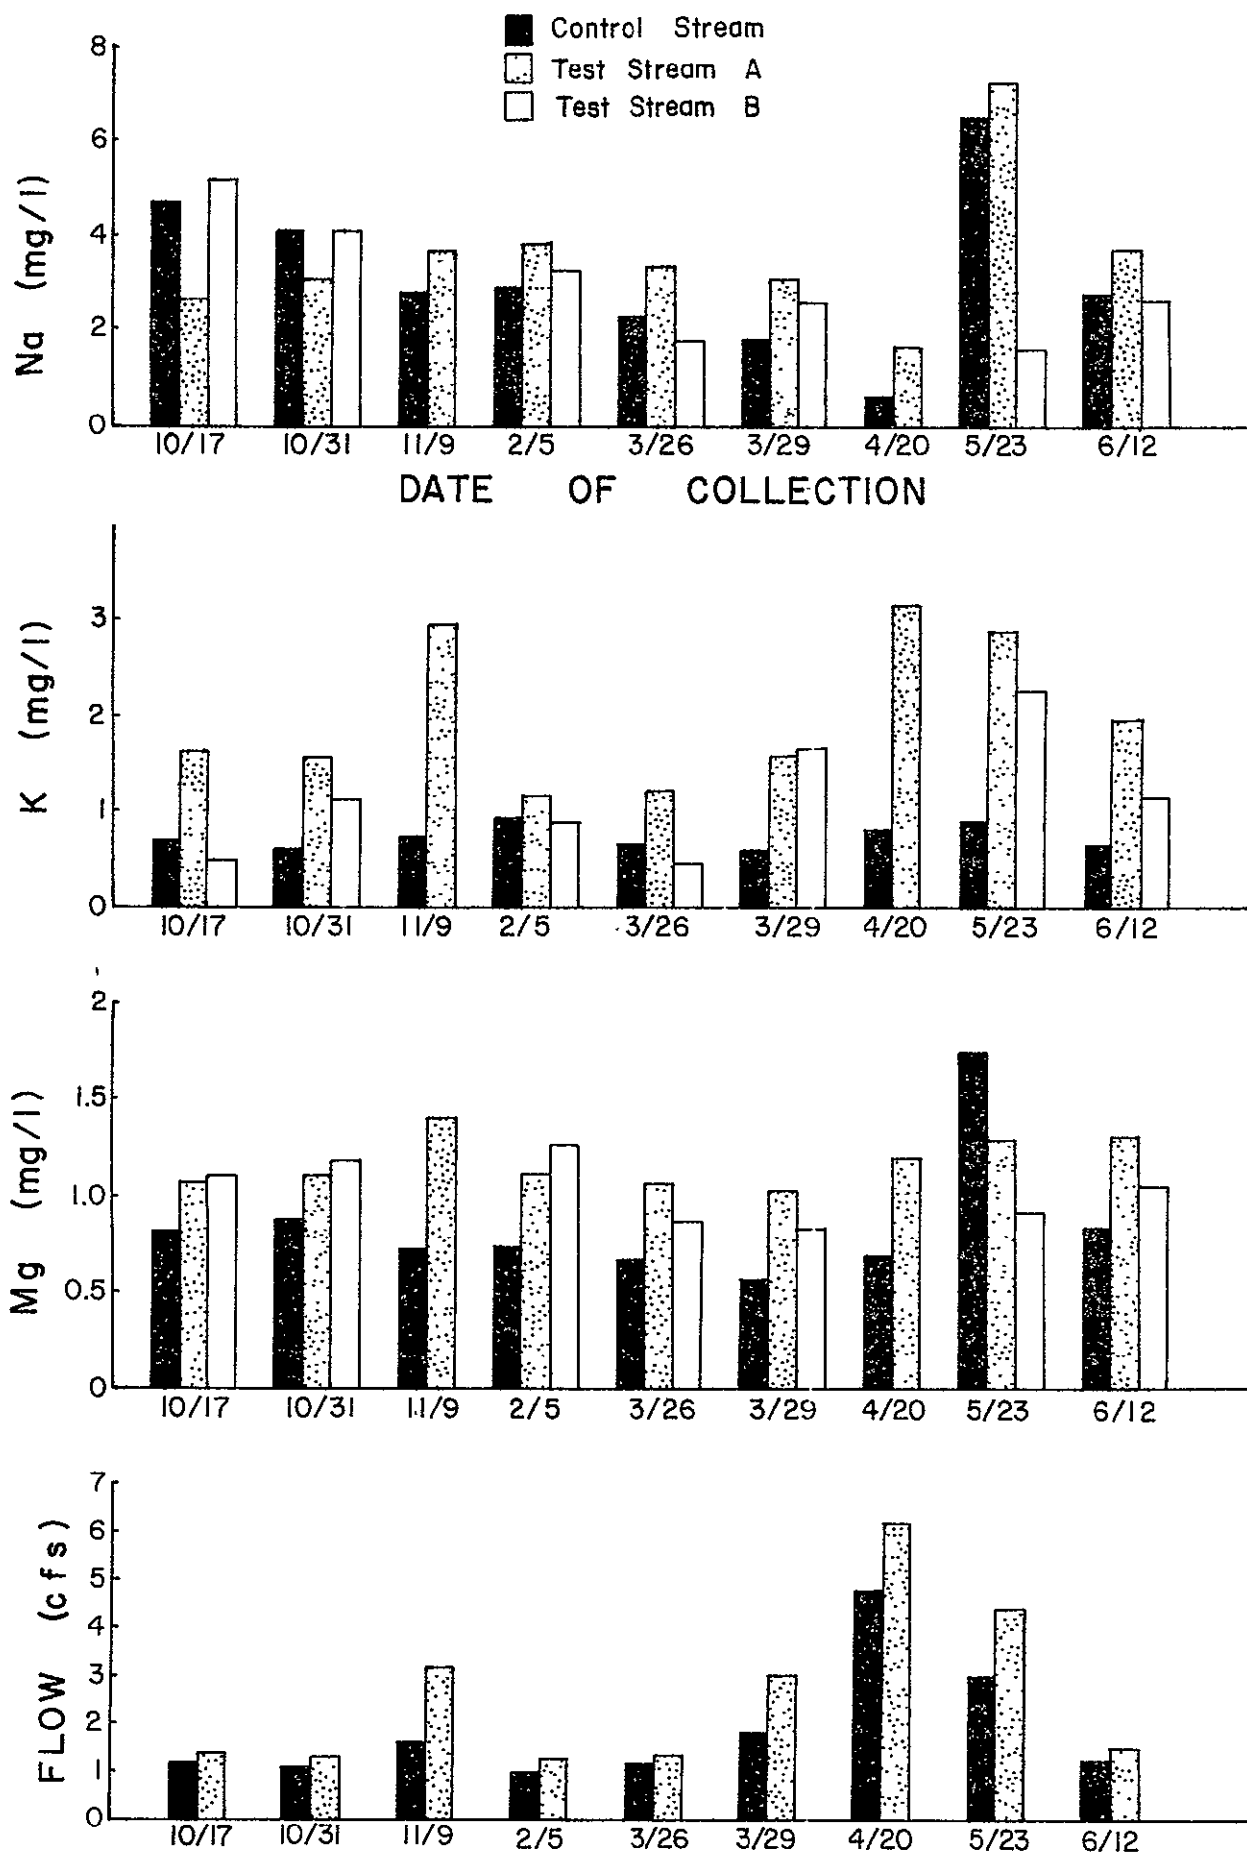 Control Stream
Test Stream A
Test Stream B
8
6
4
2
0
Na (mg/l)
10/17 10/31 11/9 2/5 3/26 3/29 4/20 5/23 6/12
DATE OF COLLECTION
3
2
1
0
K (mg/l)
10/17 10/31 11/9 2/5 3/26 3/29 4/20 5/23 6/12
2
1.5
1.0
0.5
0
Mg (mg/l)
10/17 10/31 11/9 2/5 3/26 3/29 4/20 5/23 6/12
7
6
5
4
3
2
1
0
FLOW (cfs)
10/17 10/31 11/9 2/5 3/26 3/29 4/20 5/23 6/12